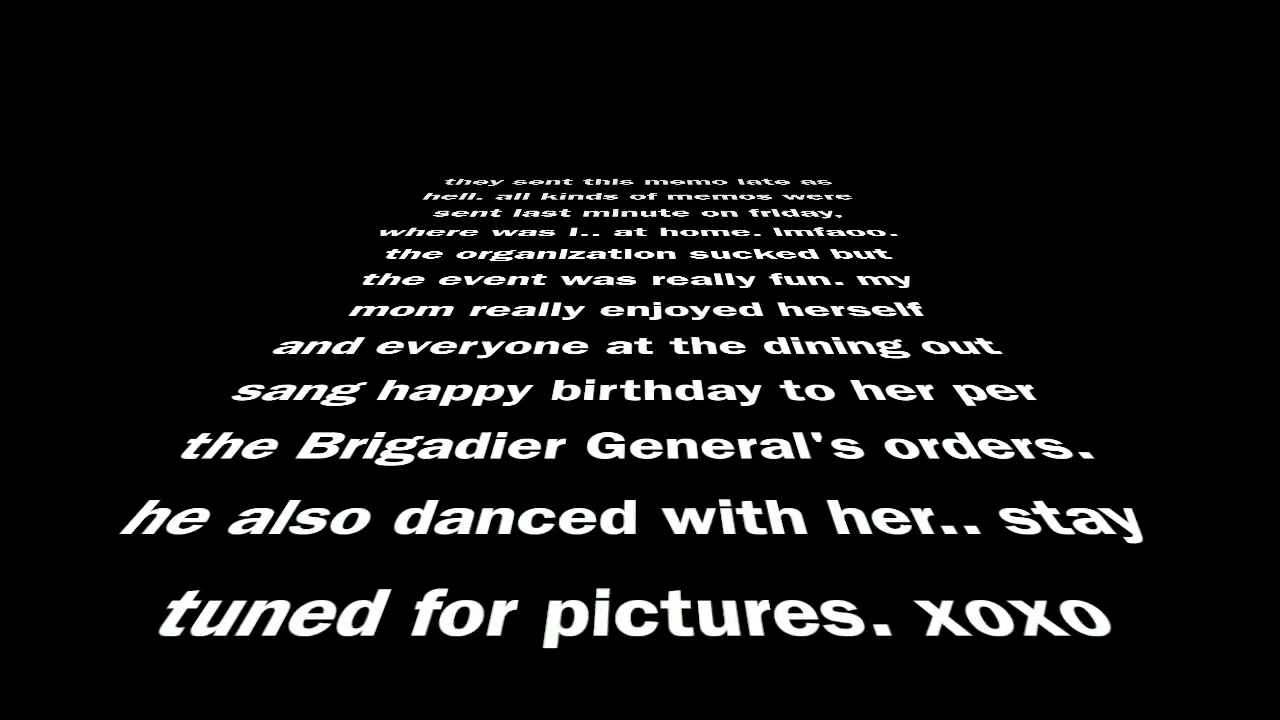 they sent this memo late as
hell. all kinds of memos were
sent last minute on friday,
where was i.. at home. lmfaoo.
the organization sucked but
the event was really fun. my
mom really enjoyed herself
and everyone at the dining out
sang happy birthday to her per
the Brigadier General's orders.
he also danced with her.. stay
tuned for pictures. xoxo